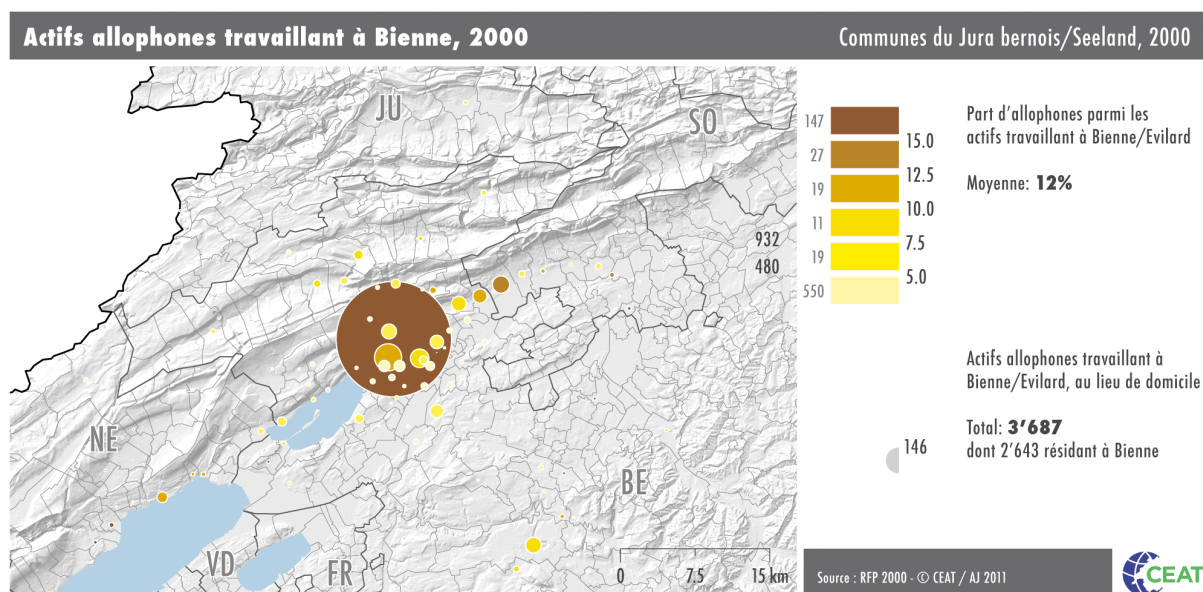 Actifs allophones travaillant à Bienne, 2000
Communes du Jura bernois/Seeland, 2000
JU
SO
NE
VD
FR
BE
932
480
0 7.5 15 km
147
15.0
27
12.5
19
10.0
11
7.5
19
5.0
550
Part d'allophones parmi les
actifs travaillant à Bienne/Evilard
Moyenne: 12%
Actifs allophones travaillant à
Bienne/Evilard, au lieu de domicile
Total: 3'687
dont 2'643 résidant à Bienne
146
Source : RFP 2000 - © CEAT / AJ 2011
CEAT